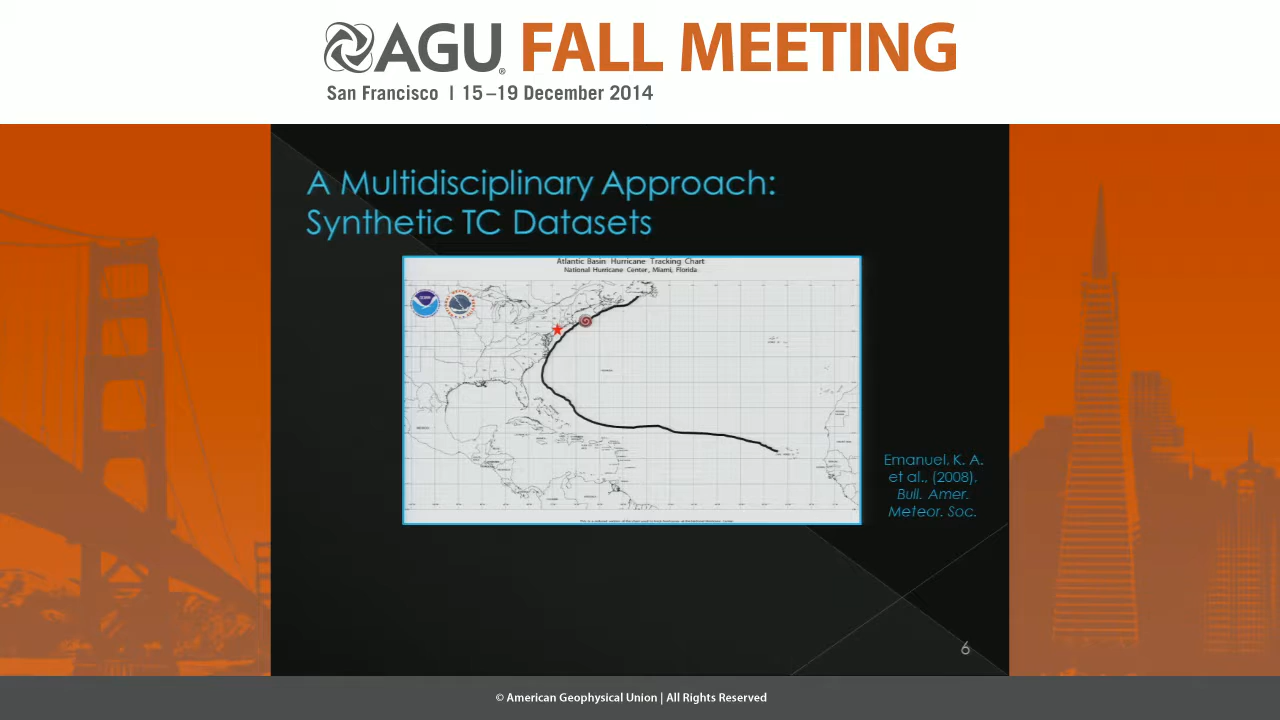 AGU FALL MEETING
San Francisco | 15–19 December 2014
A Multidisciplinary Approach:
Synthetic TC Datasets
Atlantic Basin Hurricane Tracking Chart
National Hurricane Center, Miami, Florida
Emanuel, K. A.
et al., (2008),
Bull. Amer.
Meteor. Soc.
6
© American Geophysical Union | All Rights Reserved